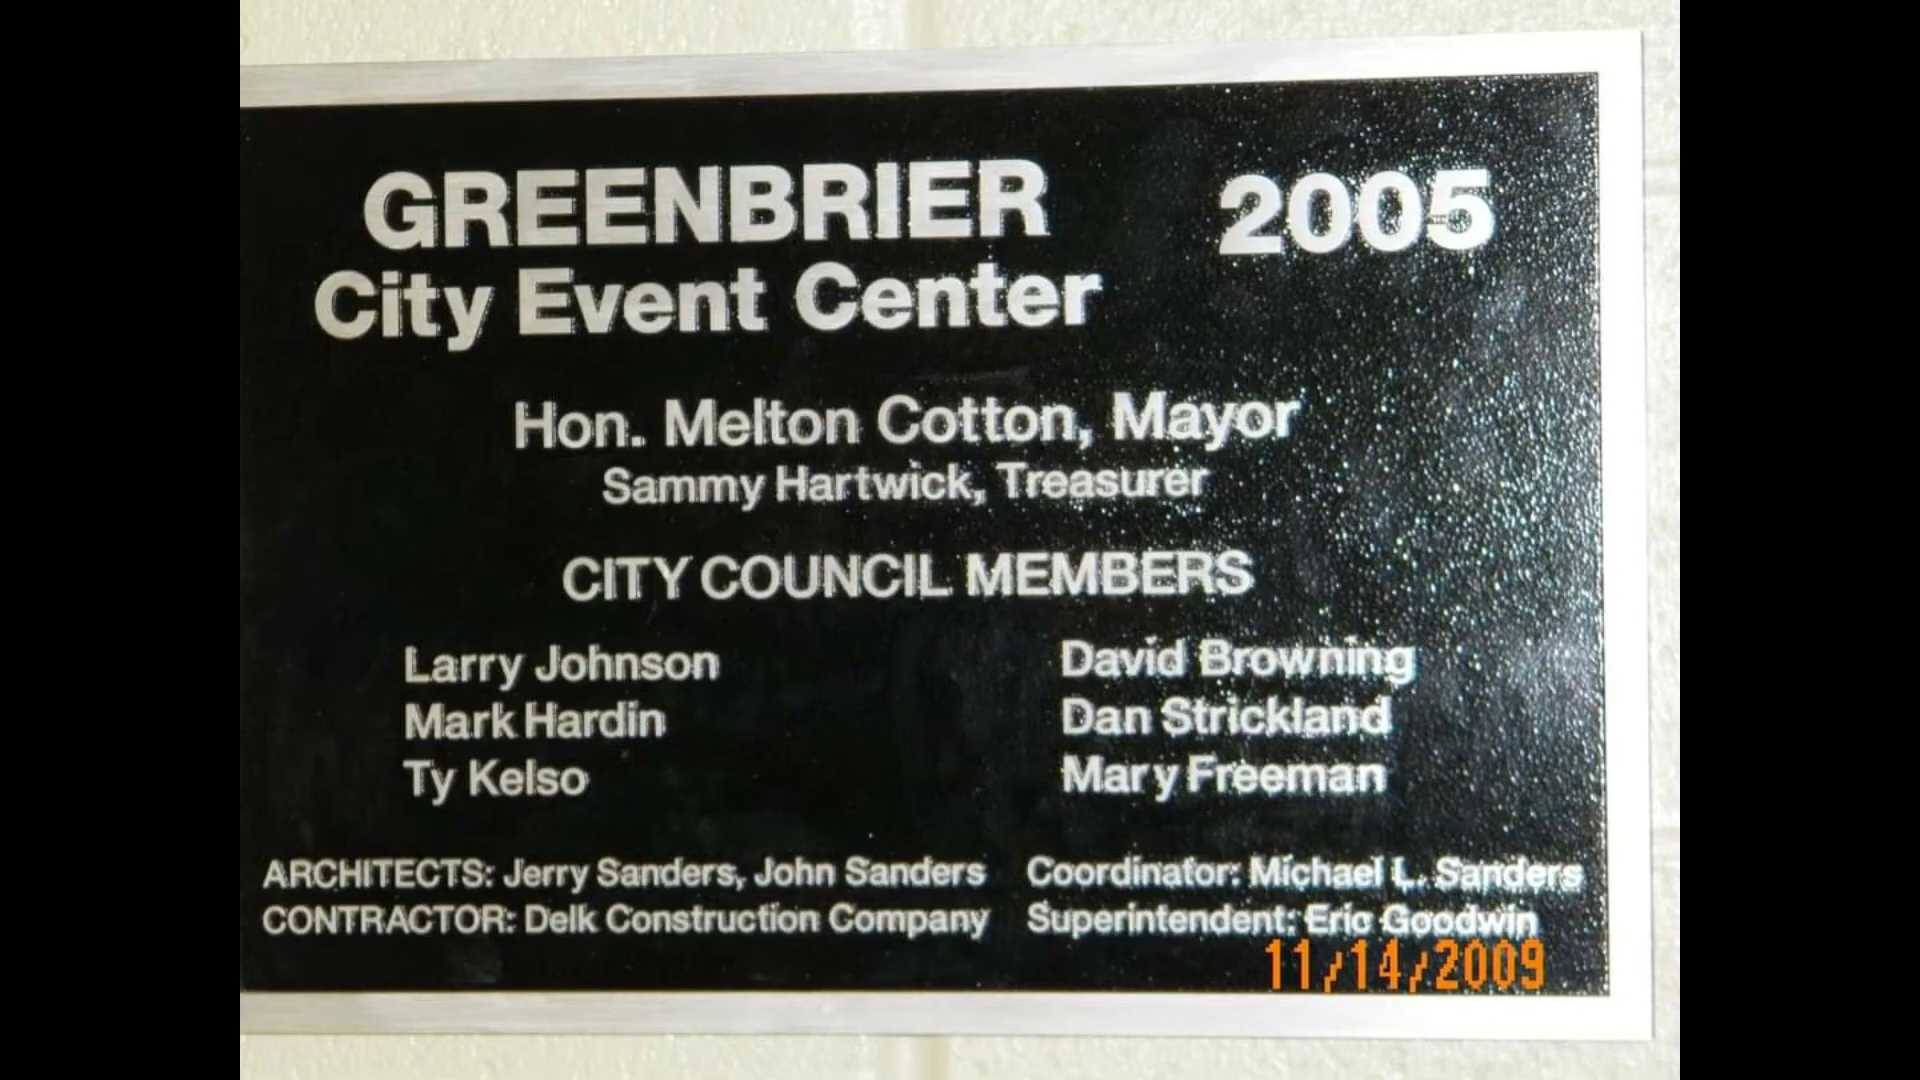 GREENBRIER 2005
City Event Center
Hon. Melton Cotton, Mayor
Sammy Hartwick, Treasurer
CITY COUNCIL MEMBERS
Larry Johnson David Browning
Mark Hardin Dan Strickland
Ty Kelso Mary Freeman
ARCHITECTS: Jerry Sanders, John Sanders Coordinator: Michael L. Sanders
CONTRACTOR: Delk Construction Company Superintendent: Eric Goodwin
11/14/2009